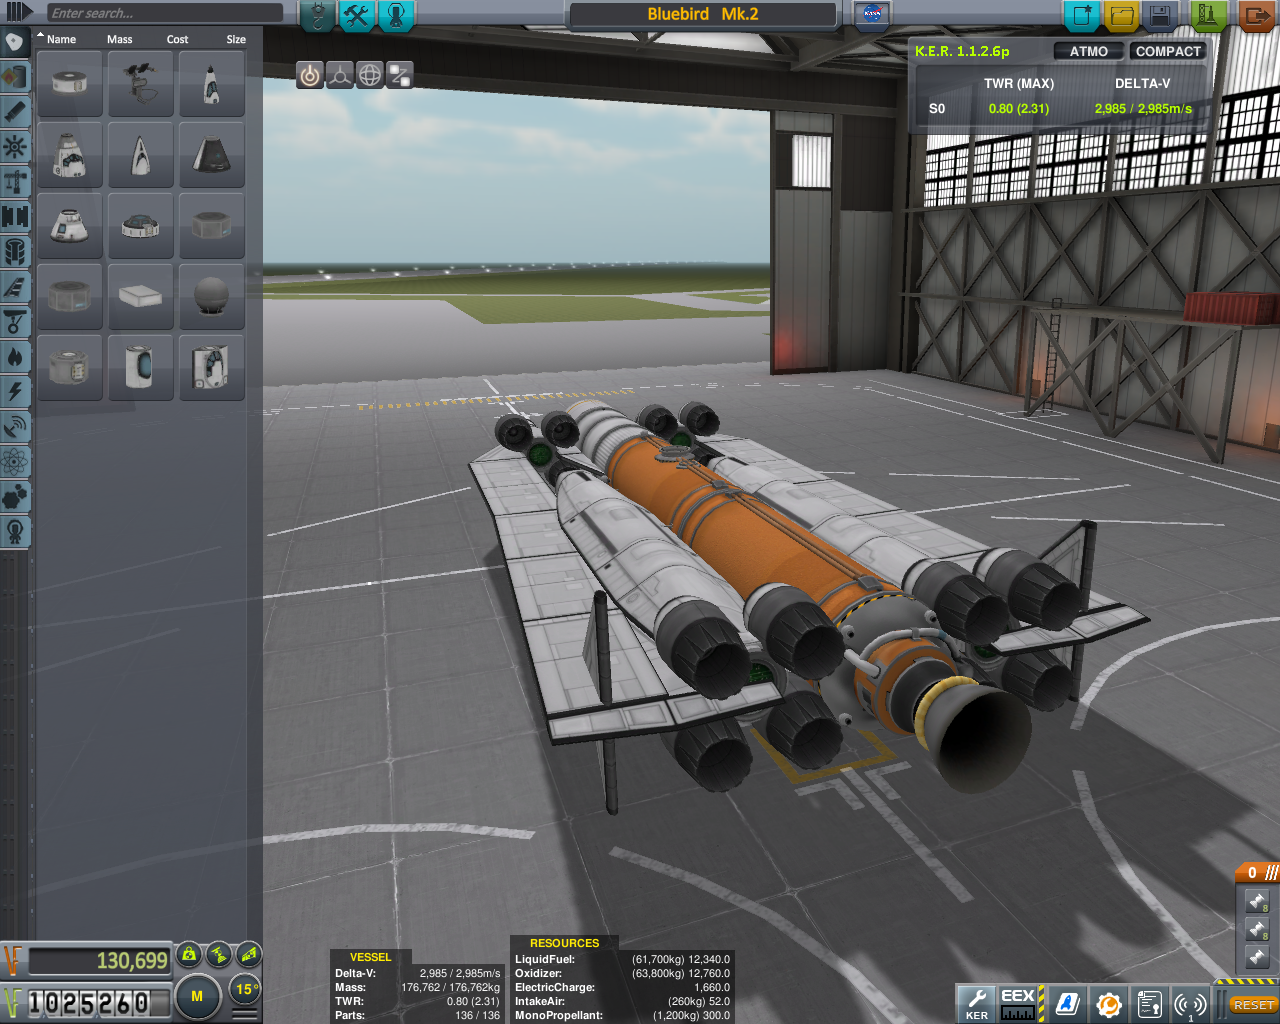 Enter search...
Bluebird Mk.2
Name Mass Cost Size
K.E.R. 1.1.2.6p ATMO COMPACT
TWR (MAX) DELTA-V
S0 0.80 (2.31) 2,985 / 2,985m/s
0
8
8
130,699
1025260
M
15°
VESSEL
Delta-V: 2,985 / 2,985m/s
Mass: 176,762 / 176,762kg
TWR: 0.80 (2.31)
Parts: 136 / 136
RESOURCES
LiquidFuel: (61,700kg) 12,340.0
Oxidizer: (63,800kg) 12,760.0
ElectricCharge: 1,660.0
IntakeAir: (260kg) 52.0
MonoPropellant: (1,200kg) 300.0
KER
EEX
1
RESET